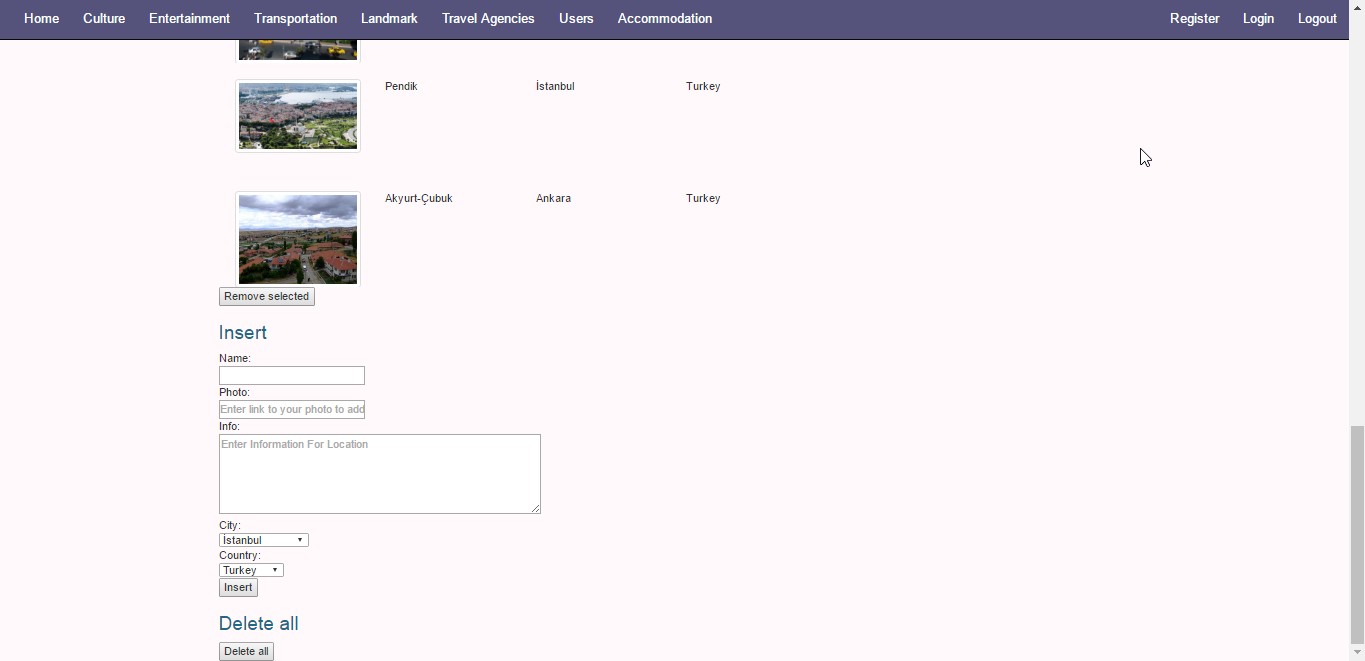 Home Culture Entertainment Transportation Landmark Travel Agencies Users Accommodation Register Login Logout
Pendik İstanbul Turkey
Akyurt-Çubuk Ankara Turkey
Remove selected
Insert
Name:
Photo:
Enter link to your photo to add
Info:
Enter Information For Location
City:
İstanbul
Country:
Turkey
Insert
Delete all
Delete all